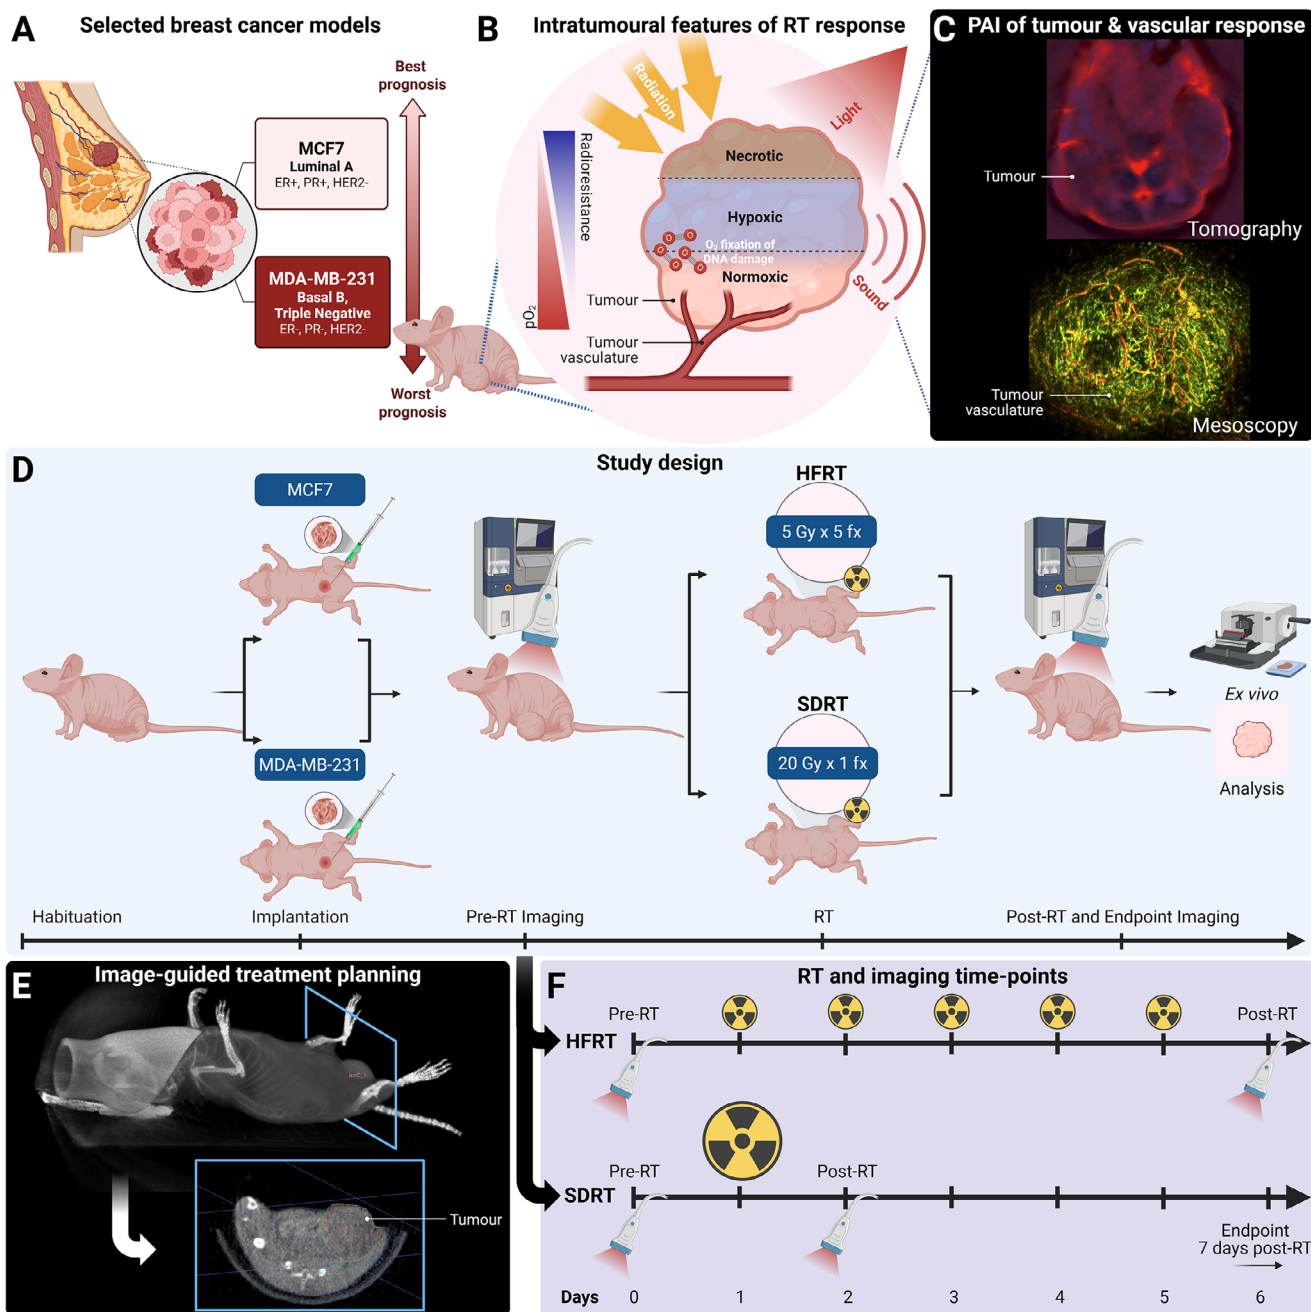 A
Selected breast cancer models
Best
prognosis
MCF7
Luminal A
ER+, PR+, HER2-
MDA-MB-231
Basal B,
Triple Negative
ER-, PR-, HER2-
Worst
prognosis
B
Intratumoural features of RT response
Radiation
Light
Sound
Radioresistance
pO₂
Necrotic
Hypoxic
O₂ fixation of
DNA damage
Normoxic
O O
O O
O O
Tumour
Tumour
vasculature
C
PAI of tumour & vascular response
Tumour
Tomography
Tumour
vasculature
Mesoscopy
D
Study design
MCF7
MDA-MB-231
HFRT
5 Gy x 5 fx
SDRT
20 Gy x 1 fx
Ex vivo
Analysis
Habituation
Implantation
Pre-RT Imaging
RT
Post-RT and Endpoint Imaging
E
Image-guided treatment planning
Tumour
F
RT and imaging time-points
Pre-RT
Post-RT
HFRT
Pre-RT
Post-RT
SDRT
Endpoint
7 days post-RT
Days 0 1 2 3 4 5 6